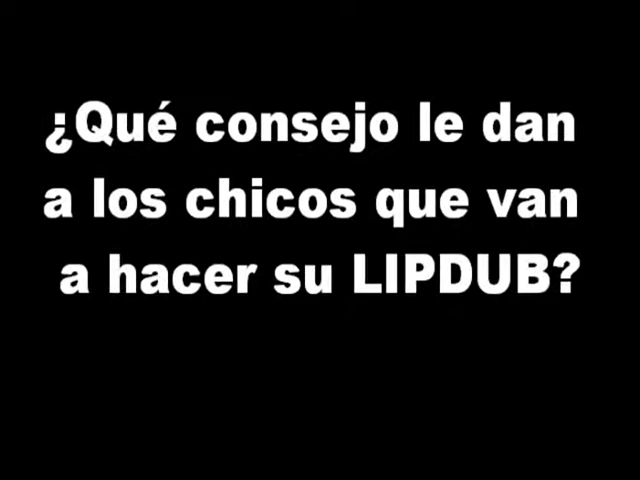 ¿Qué consejo le dan
a los chicos que van
a hacer su LIPDUB?